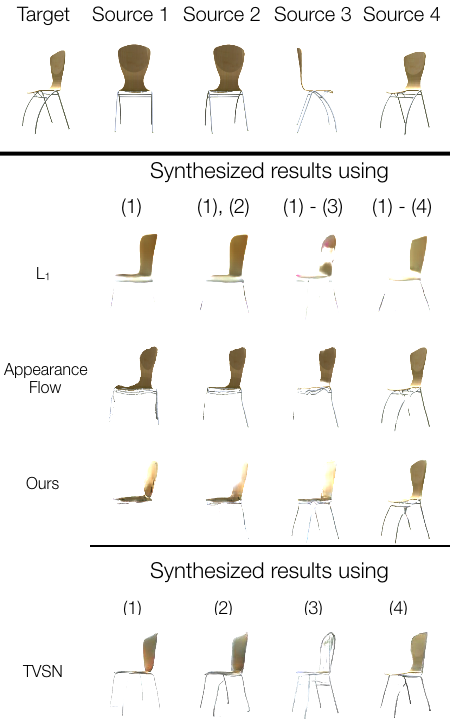 Target Source 1 Source 2 Source 3 Source 4
Synthesized results using
(1) (1), (2) (1) - (3) (1) - (4)
L₁
Appearance
Flow
Ours
Synthesized results using
(1) (2) (3) (4)
TVSN